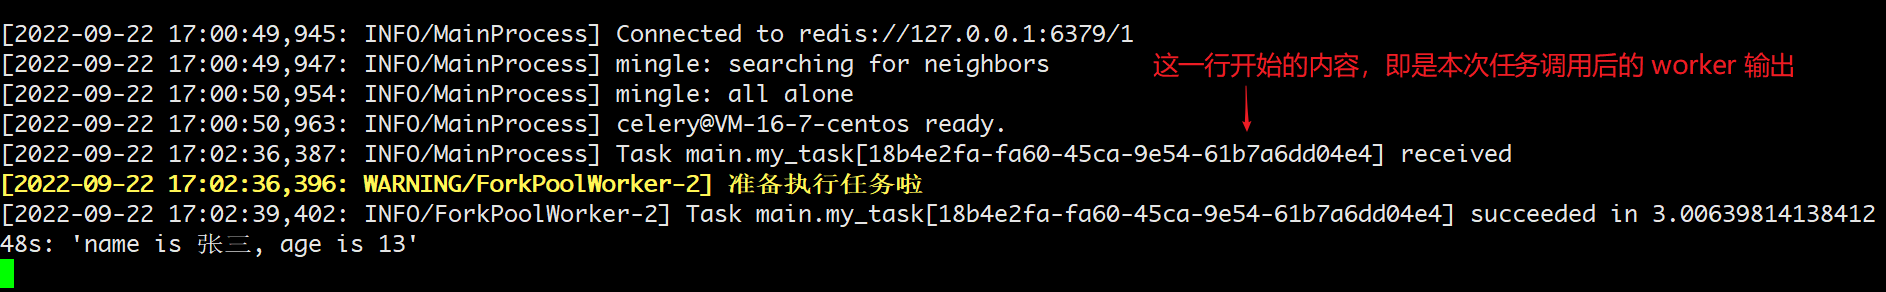 [2022-09-22 17:00:49,945: INFO/MainProcess] Connected to redis://127.0.0.1:6379/1
[2022-09-22 17:00:49,947: INFO/MainProcess] mingle: searching for neighbors
这一行开始的内容，即是本次任务调用后的 worker 输出
[2022-09-22 17:00:50,954: INFO/MainProcess] mingle: all alone
[2022-09-22 17:00:50,963: INFO/MainProcess] celery@VM-16-7-centos ready.
[2022-09-22 17:02:36,387: INFO/MainProcess] Task main.my_task[18b4e2fa-fa60-45ca-9e54-61b7a6dd04e4] received
[2022-09-22 17:02:36,396: WARNING/ForkPoolWorker-2] 准备执行任务啦
[2022-09-22 17:02:39,402: INFO/ForkPoolWorker-2] Task main.my_task[18b4e2fa-fa60-45ca-9e54-61b7a6dd04e4] succeeded in 3.00639814138412
48s: 'name is 张三, age is 13'